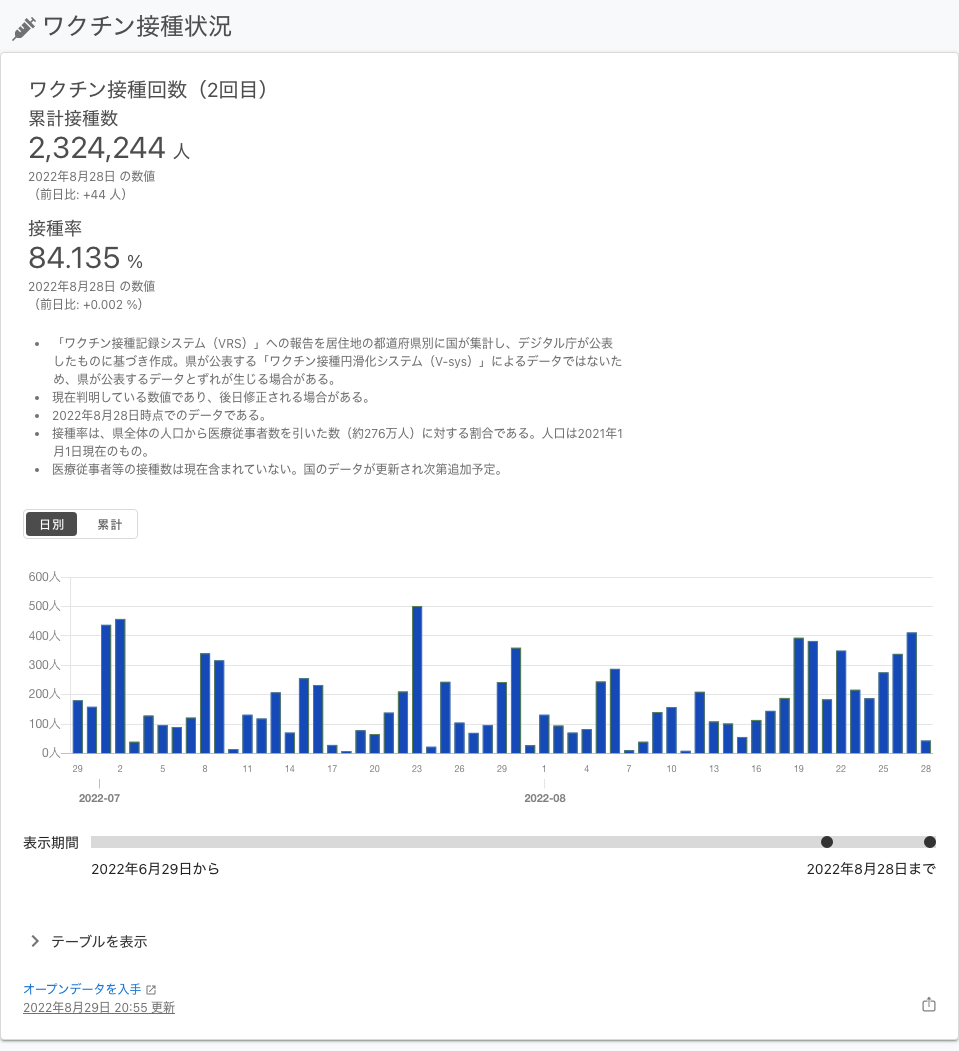 ワクチン接種状況
ワクチン接種回数（2回目）
累計接種数
2,324,244 人
2022年8月28日 の数値
（前日比: +44 人）
接種率
84.135 %
2022年8月28日 の数値
（前日比: +0.002 %）
• 「ワクチン接種記録システム（VRS）」への報告を居住地の都道府県別に国が集計し、デジタル庁が公表
したものに基づき作成。県が公表する「ワクチン接種円滑化システム（V-sys）」によるデータではないた
め、県が公表するデータとずれが生じる場合がある。
• 現在判明している数値であり、後日修正される場合がある。
• 2022年8月28日時点でのデータである。
• 接種率は、県全体の人口から医療従事者数を引いた数（約276万人）に対する割合である。人口は2021年1
月1日現在のもの。
• 医療従事者等の接種数は現在含まれていない。国のデータが更新され次第追加予定。
日別 累計
600人
500人
400人
300人
200人
100人
0人
29 2 5 8 11 14 17 20 23 26 29 1 4 7 10 13 16 19 22 25 28
2022-07 2022-08
表示期間
2022年6月29日から 2022年8月28日まで
テーブルを表示
オープンデータを入手
2022年8月29日 20:55 更新